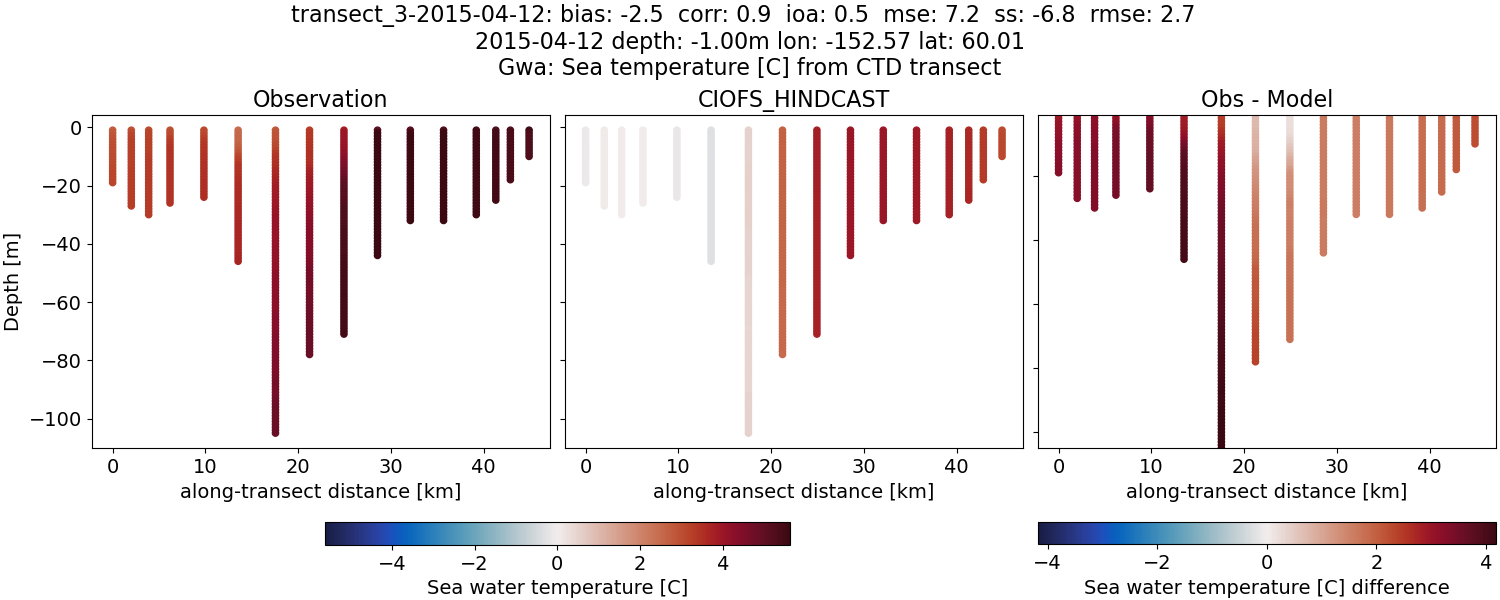 transect_3-2015-04-12: bias: -2.5  corr: 0.9  ioa: 0.5  mse: 7.2  ss: -6.8  rmse: 2.7
2015-04-12 depth: -1.00m lon: -152.57 lat: 60.01
Gwa: Sea temperature [C] from CTD transect
Observation
CIOFS_HINDCAST
Obs - Model
Depth [m]
0
−20
−40
−60
−80
−100
0 10 20 30 40
0 10 20 30 40
0 10 20 30 40
along-transect distance [km]
along-transect distance [km]
along-transect distance [km]
−4 −2 0 2 4
Sea water temperature [C]
−4 −2 0 2 4
Sea water temperature [C] difference